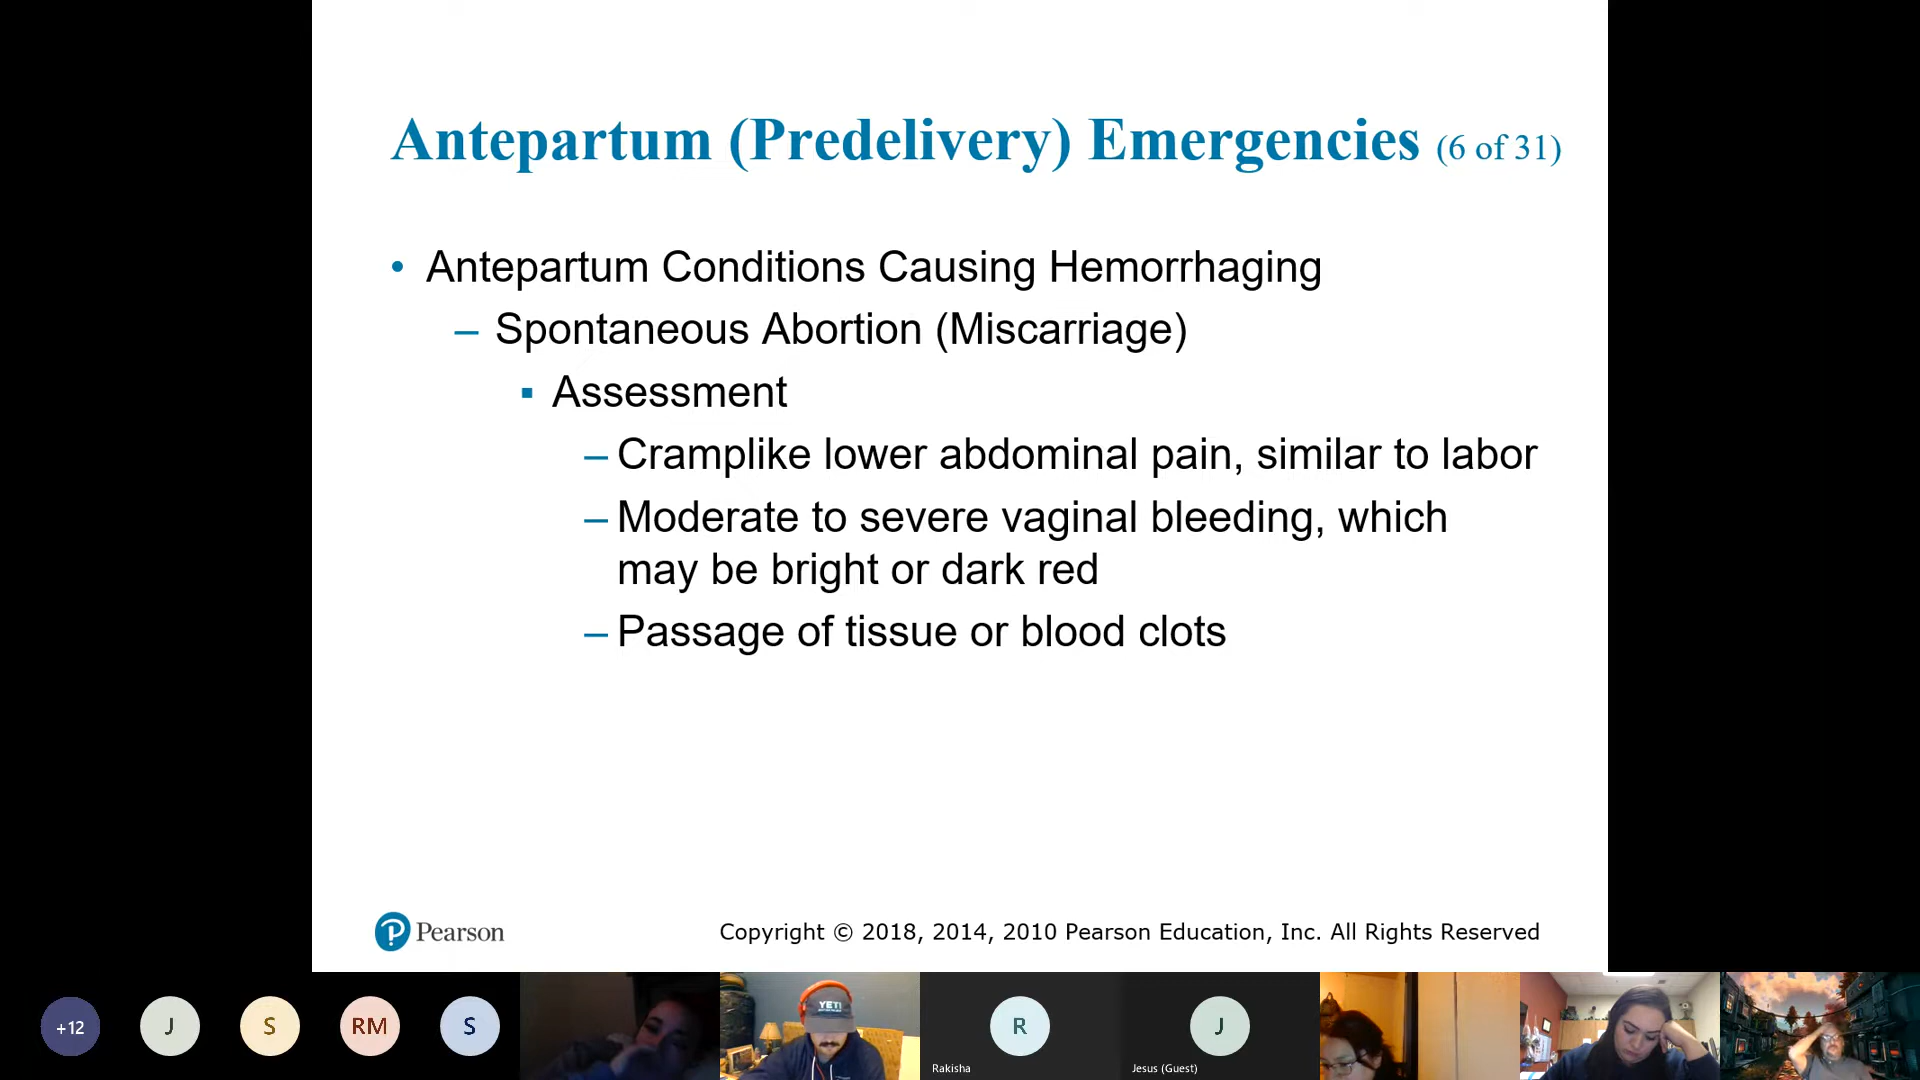 Antepartum (Predelivery) Emergencies (6 of 31)
• Antepartum Conditions Causing Hemorrhaging
– Spontaneous Abortion (Miscarriage)
▪ Assessment
– Cramplike lower abdominal pain, similar to labor
– Moderate to severe vaginal bleeding, which
may be bright or dark red
– Passage of tissue or blood clots
Pearson
Copyright © 2018, 2014, 2010 Pearson Education, Inc. All Rights Reserved
+12
J
S
RM
S
YETI
R
Rakisha
J
Jesus (Guest)